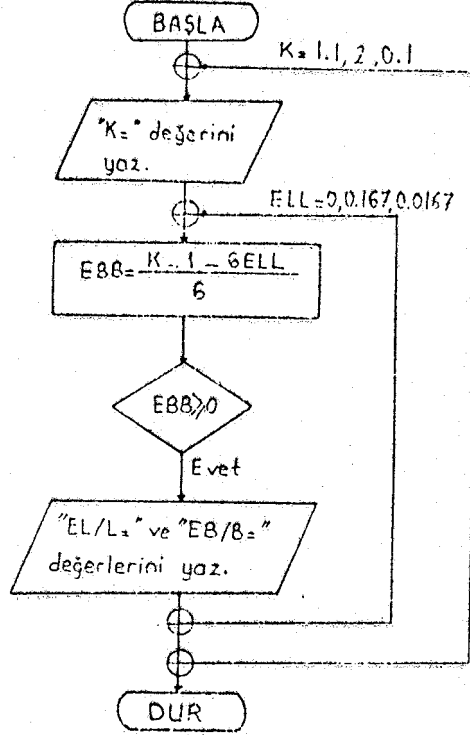 BAŞLA
K=1.1, 2, 0.1
"K=" değerini
yaz.
ELL=0,0.167,0.0167
EBB=K-1-6ELL
6
EBB≥0
Evet
"EL/L=" ve "EB/B="
değerlerini yaz.
DUR